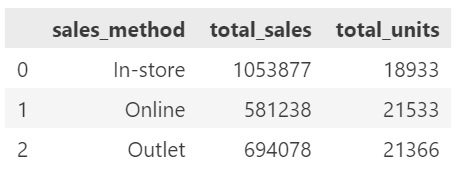 sales_method total_sales total_units
0 In-store 1053877 18933
1 Online 581238 21533
2 Outlet 694078 21366